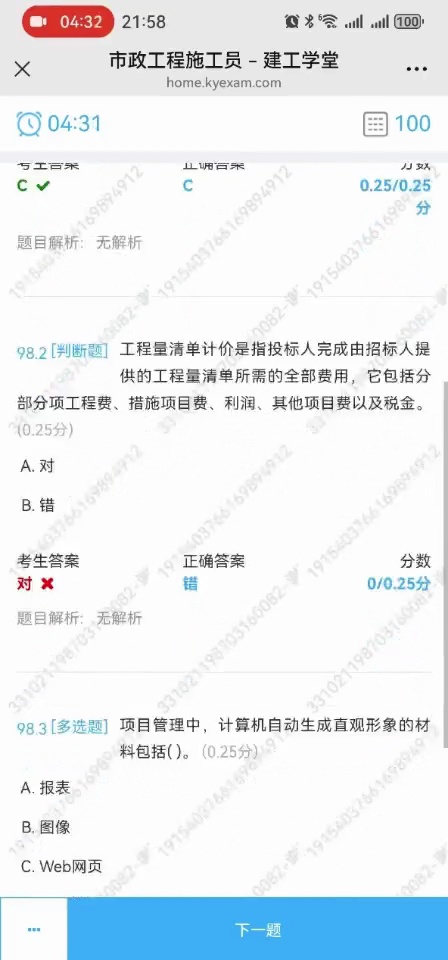 04:32 21:58 100
市政工程施工员 – 建工学堂
home.kyexam.com
04:31 100
考生答案 正确答案 分数
C C 0.25/0.25
分
题目解析: 无解析
98.2 [判断题] 工程量清单计价是指投标人完成由招标人提
供的工程量清单所需的全部费用，它包括分
部分项工程费、措施项目费、利润、其他项目费以及税金。
(0.25分)
A. 对
B. 错
考生答案 正确答案 分数
对 错 0/0.25分
题目解析: 无解析
98.3 [多选题] 项目管理中，计算机自动生成直观形象的材
料包括( )。 (0.25分)
A. 报表
B. 图像
C. Web网页
下一题